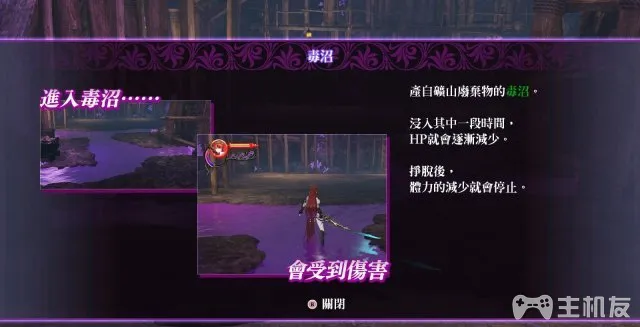 毒沼
進入毒沼……
產自礦山廢棄物的毒沼。
浸入其中一段時間，
HP就會逐漸減少。
掙脫後，
體力的減少就會停止。
會受到傷害
關閉
主机友